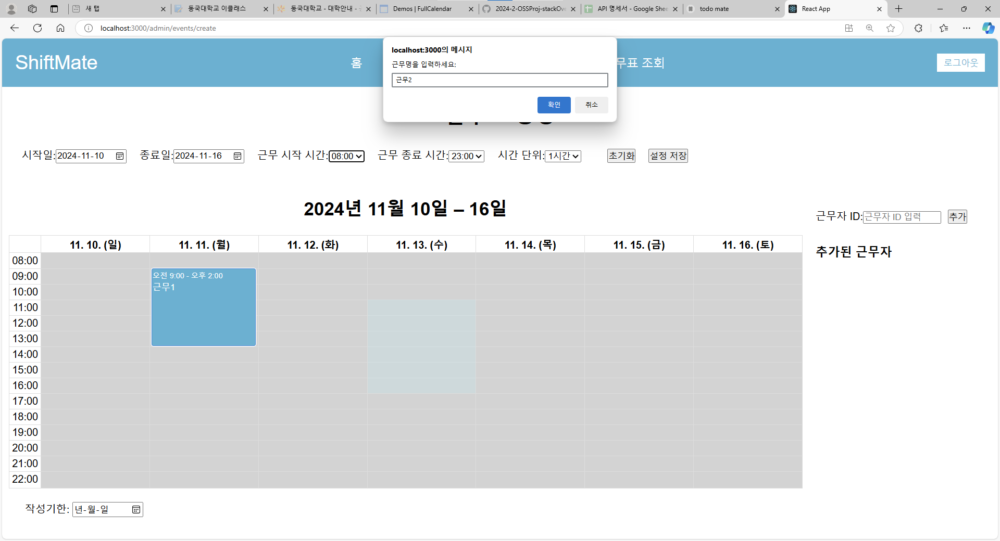 새 탭
동국대학교 이클래스
동국대학교 - 대학안내 -
Demos | FullCalendar
2024-2-OSSProj-stackOve
API 명세서 - Google Shee
todo mate
React App
localhost:3000/admin/events/create
localhost:3000의 메시지
근무명을 입력하세요:
근무2
확인
취소
ShiftMate
홈
무표 조회
로그아웃
시작일: 2024-11-10
종료일: 2024-11-16
근무 시작 시간: 08:00
근무 종료 시간: 23:00
시간 단위: 1시간
초기화
설정 저장
2024년 11월 10일 – 16일
근무자 ID: 근무자 ID 입력
추가
추가된 근무자
11. 10. (일)
11. 11. (월)
11. 12. (화)
11. 13. (수)
11. 14. (목)
11. 15. (금)
11. 16. (토)
08:00
09:00
오전 9:00 - 오후 2:00
근무1
10:00
11:00
12:00
13:00
14:00
15:00
16:00
17:00
18:00
19:00
20:00
21:00
22:00
작성기한: 년-월-일